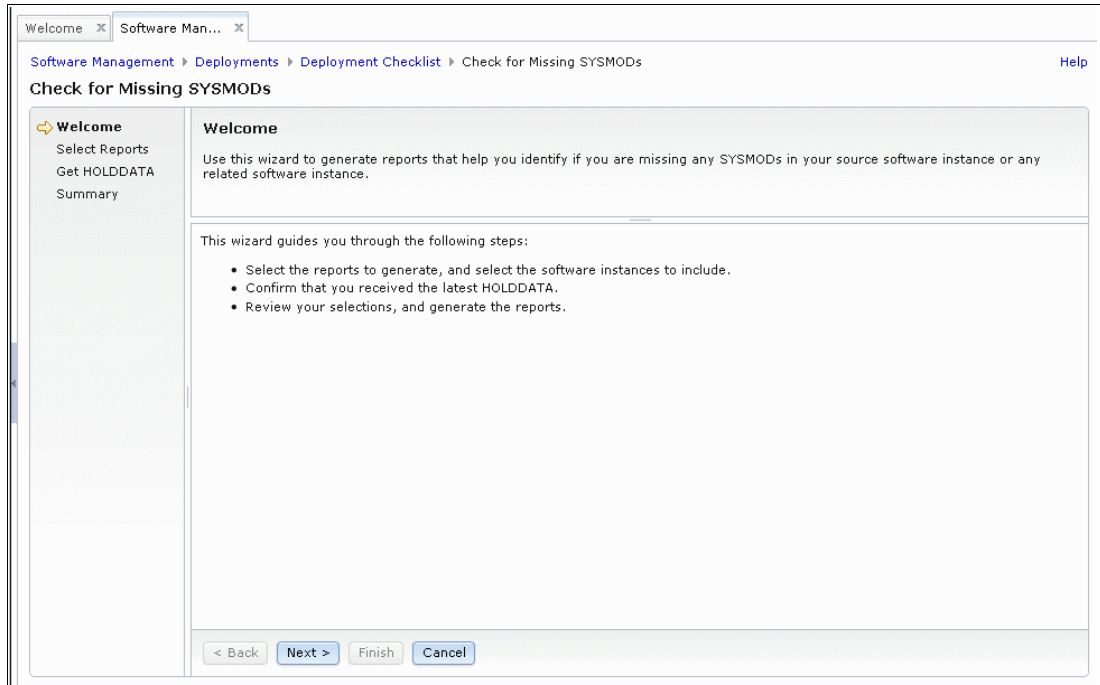 Welcome X Software Man... X
Software Management Deployments Deployment Checklist Check for Missing SYSMODs Help
Check for Missing SYSMODs
Welcome
Select Reports
Get HOLDDATA
Summary
Welcome
Use this wizard to generate reports that help you identify if you are missing any SYSMODs in your source software instance or any
related software instance.
This wizard guides you through the following steps:
• Select the reports to generate, and select the software instances to include.
• Confirm that you received the latest HOLDDATA.
• Review your selections, and generate the reports.
< Back Next > Finish Cancel